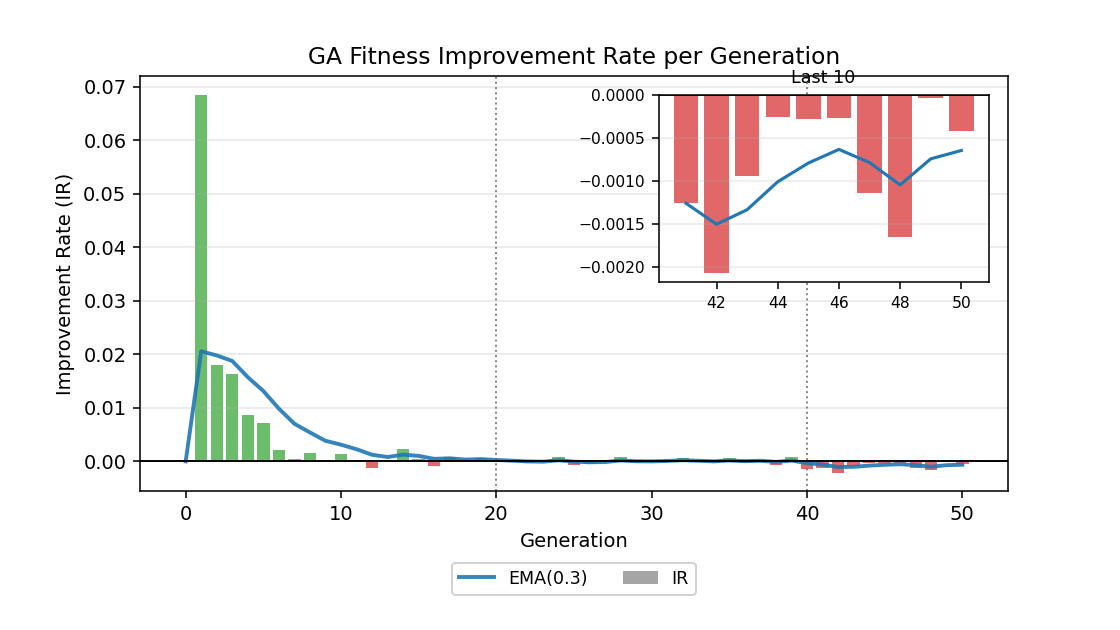 GA Fitness Improvement Rate per Generation
Last 10
0.07
0.06
0.05
0.04
0.03
0.02
0.01
0.00
Improvement Rate (IR)
0.0000
−0.0005
−0.0010
−0.0015
−0.0020
42 44 46 48 50
0 10 20 30 40 50
Generation
EMA(0.3) IR